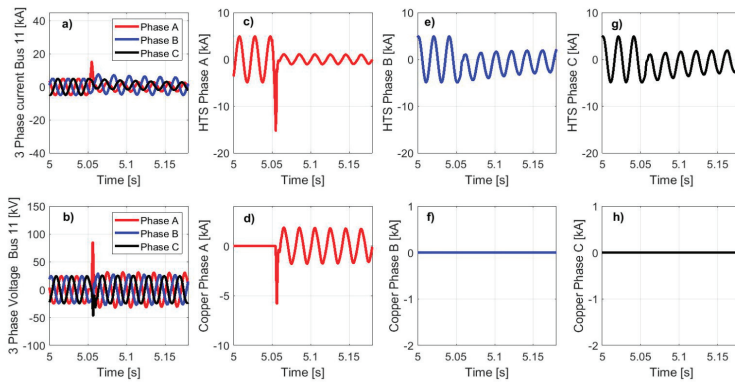 a)
3 Phase current Bus 11 [kA]
40
20
0
-20
-40
5
5.05
5.1
5.15
Time [s]
Phase A
Phase B
Phase C
c)
HTS Phase A [kA]
10
0
-10
-20
5
5.05
5.1
5.15
Time [s]
e)
HTS Phase B [kA]
20
10
0
-10
-20
5
5.05
5.1
5.15
Time [s]
g)
HTS Phase C [kA]
20
10
0
-10
-20
5
5.05
5.1
5.15
Time [s]
b)
3 Phase Voltage Bus 11 [kV]
150
100
50
0
-50
-100
5
5.05
5.1
5.15
Time [s]
Phase A
Phase B
Phase C
d)
Copper Phase A [kA]
5
0
-5
-10
5
5.05
5.1
5.15
Time [s]
f)
Copper Phase B [kA]
2
1
0
-1
-2
5
5.05
5.1
5.15
Time [s]
h)
Copper Phase C [kA]
2
1
0
-1
-2
5
5.05
5.1
5.15
Time [s]